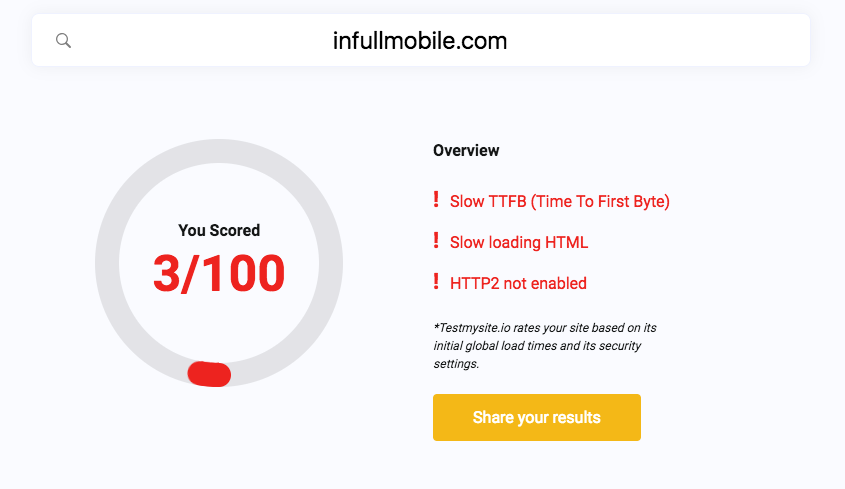 infullmobile.com
You Scored
3/100
Overview
! Slow TTFB (Time To First Byte)
! Slow loading HTML
! HTTP2 not enabled
*Testmysite.io rates your site based on its
initial global load times and its security
settings.
Share your results